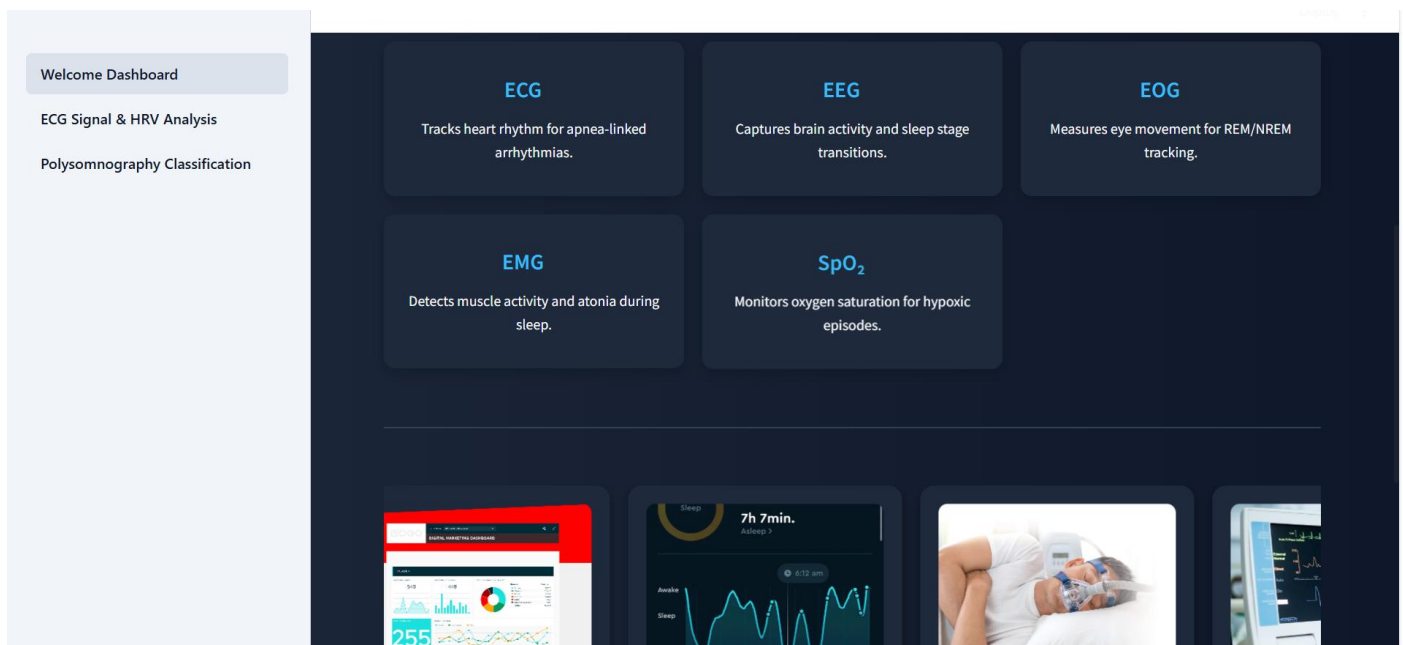 Welcome Dashboard
ECG Signal & HRV Analysis
Polysomnography Classification
ECG
Tracks heart rhythm for apnea-linked
arrhythmias.
EEG
Captures brain activity and sleep stage
transitions.
EOG
Measures eye movement for REM/NREM
tracking.
EMG
Detects muscle activity and atonia during
sleep.
SpO₂
Monitors oxygen saturation for hypoxic
episodes.
DIGITAL MARKETING DASHBOARD
255
Sleep
7h 7min.
Asleep >
6:12 am
Awake
Sleep